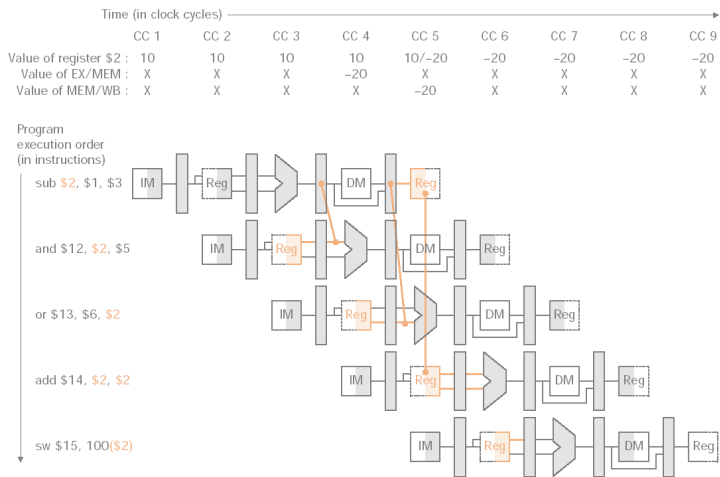 Time (in clock cycles)
CC 1 CC 2 CC 3 CC 4 CC 5 CC 6 CC 7 CC 8 CC 9
Value of register $2 : 10 10 10 10 10/–20 –20 –20 –20 –20
Value of EX/MEM : X X X –20 X X X X X
Value of MEM/WB : X X X X –20 X X X X
Program
execution order
(in instructions)
sub $2, $1, $3 IM Reg DM Reg
and $12, $2, $5 IM Reg DM Reg
or $13, $6, $2 IM Reg DM Reg
add $14, $2, $2 IM Reg DM Reg
sw $15, 100($2) IM Reg DM Reg